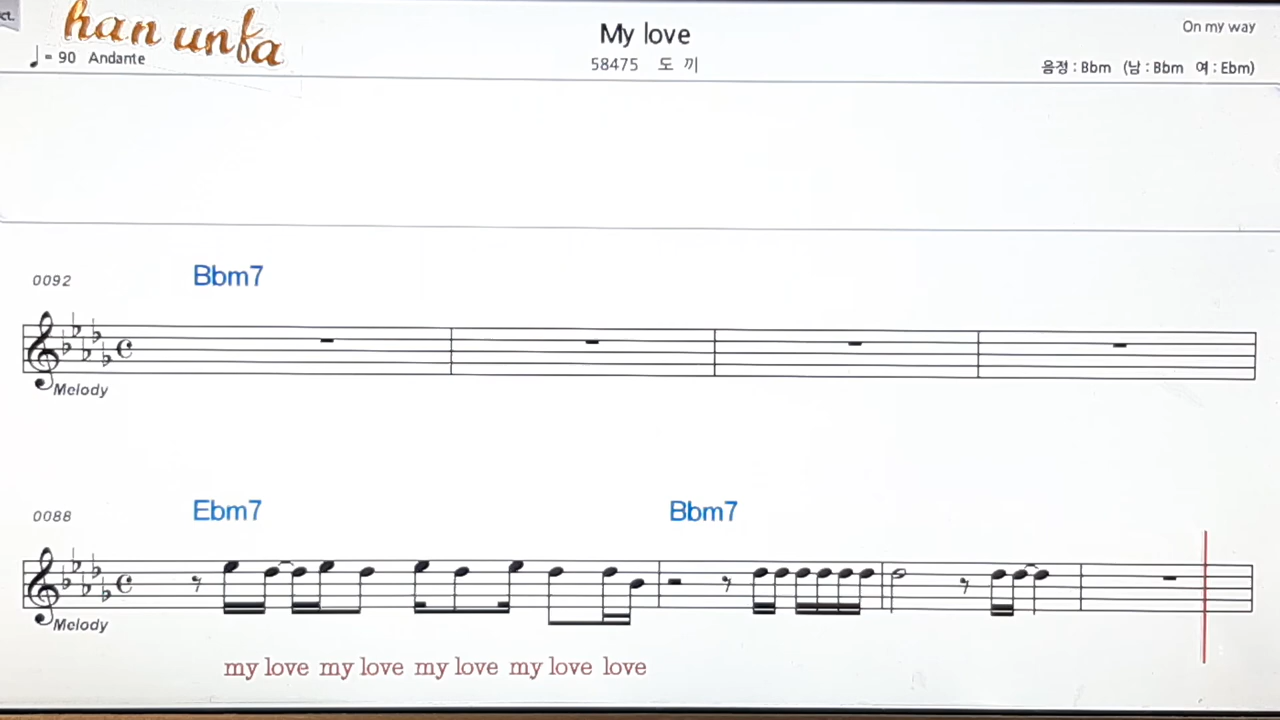 ct.
han unfa
My love
On my way
♩ = 90 Andante
58475 도 끼
음정 : Bbm (남 : Bbm 여 : Ebm)
0092
Bbm7
Melody
0088
Ebm7
Bbm7
Melody
my love my love my love my love love